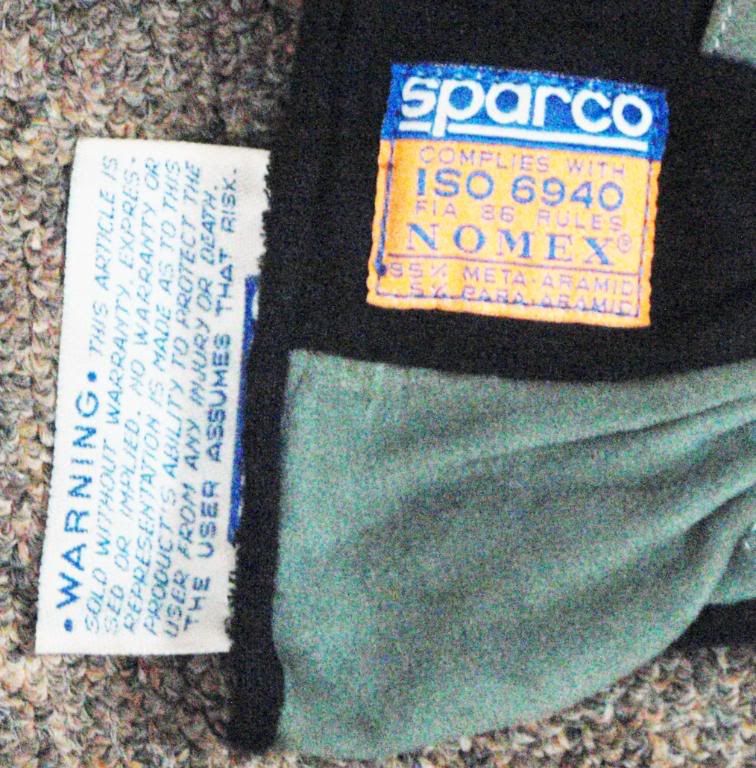 • WARNING • THIS ARTICLE IS
SOLD WITHOUT WARRANTY, EXPRES-
SED OR IMPLIED. NO WARRANTY OR
REPRESENTATION IS MADE AS TO THIS
PRODUCT'S ABILITY TO PROTECT THE
USER FROM ANY INJURY OR DEATH.
THE USER ASSUMES THAT RISK.
sparco
COMPLIES WITH
ISO 6940
FIA 86 RULES
NOMEX®
95% META-ARAMID
5% PARA-ARAMID